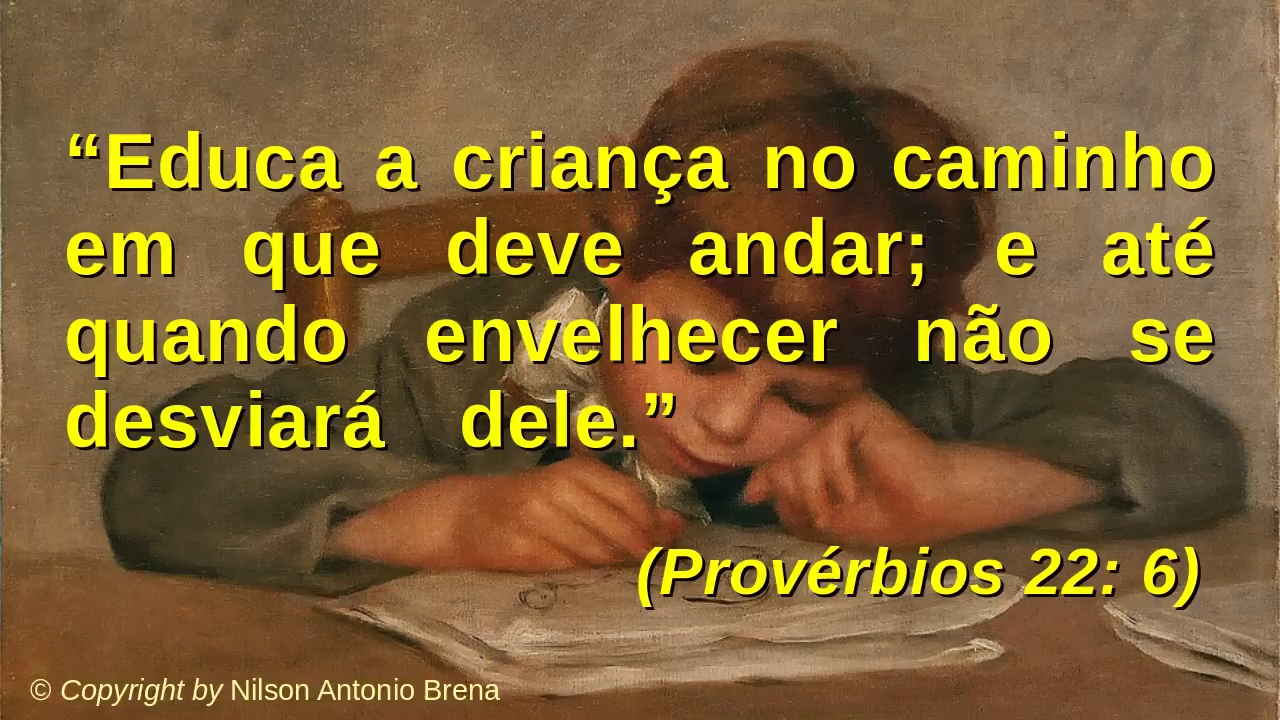 “Educa a criança no caminho
em que deve andar; e até
quando envelhecer não se
desviará dele.”
(Provérbios 22: 6)
© Copyright by Nilson Antonio Brena